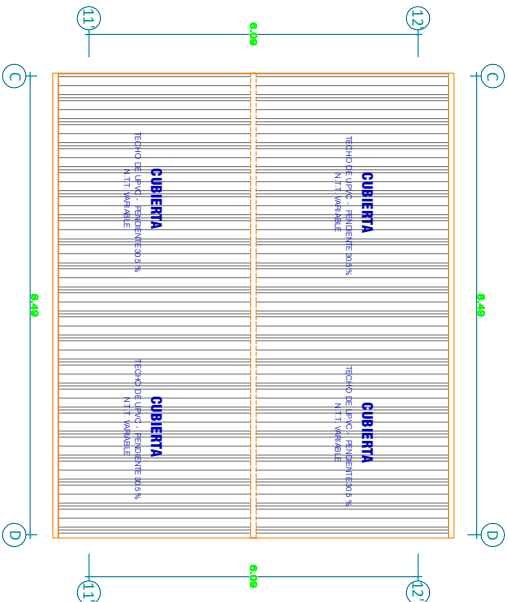 11'
6.09
12'
C
C
CUBIERTA
TECHO DE UPVC - PENDIENTE 30.5 %
N.T.T. VARIABLE
CUBIERTA
TECHO DE UPVC - PENDIENTE 30.5 %
N.T.T. VARIABLE
8.49
8.49
CUBIERTA
TECHO DE UPVC - PENDIENTE 30.5 %
N.T.T. VARIABLE
CUBIERTA
TECHO DE UPVC - PENDIENTE 30.5 %
N.T.T. VARIABLE
D
D
11'
6.09
12'